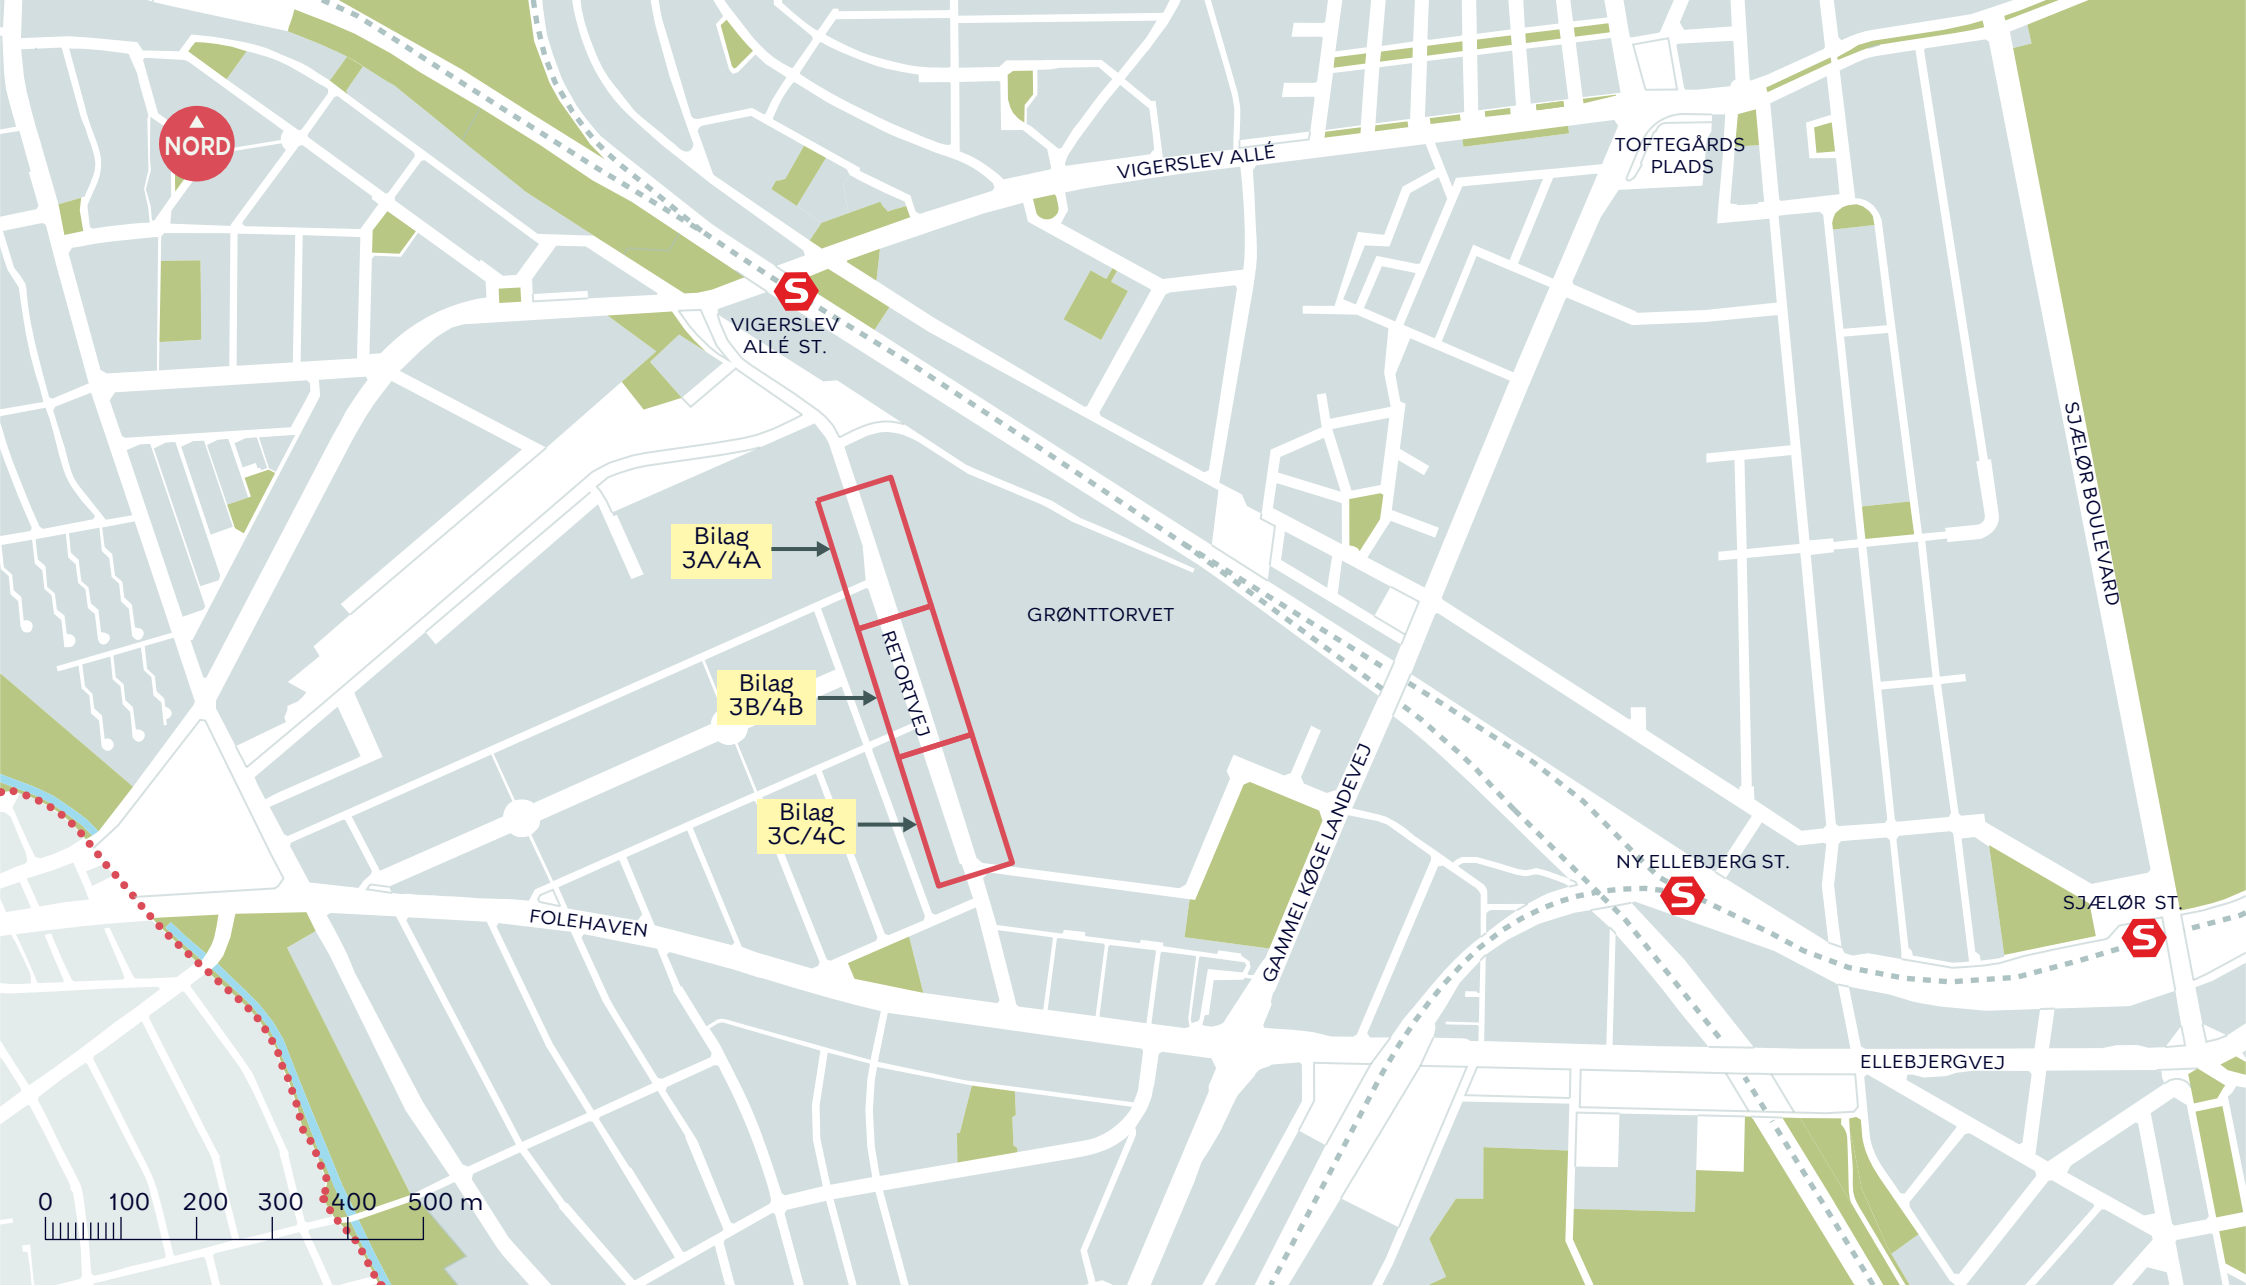 NORD
VIGERSLEV ALLÉ
TOFTEGÅRDS
PLADS
S
VIGERSLEV
ALLÉ ST.
SJÆLØR BOULEVARD
Bilag
3A/4A
GRØNTTORVET
RETORTVEJ
Bilag
3B/4B
GAMMEL KØGE LANDEVEJ
Bilag
3C/4C
NY ELLEBJERG ST.
S
SJÆLØR ST.
S
FOLEHAVEN
ELLEBJERGVEJ
0 100 200 300 400 500 m